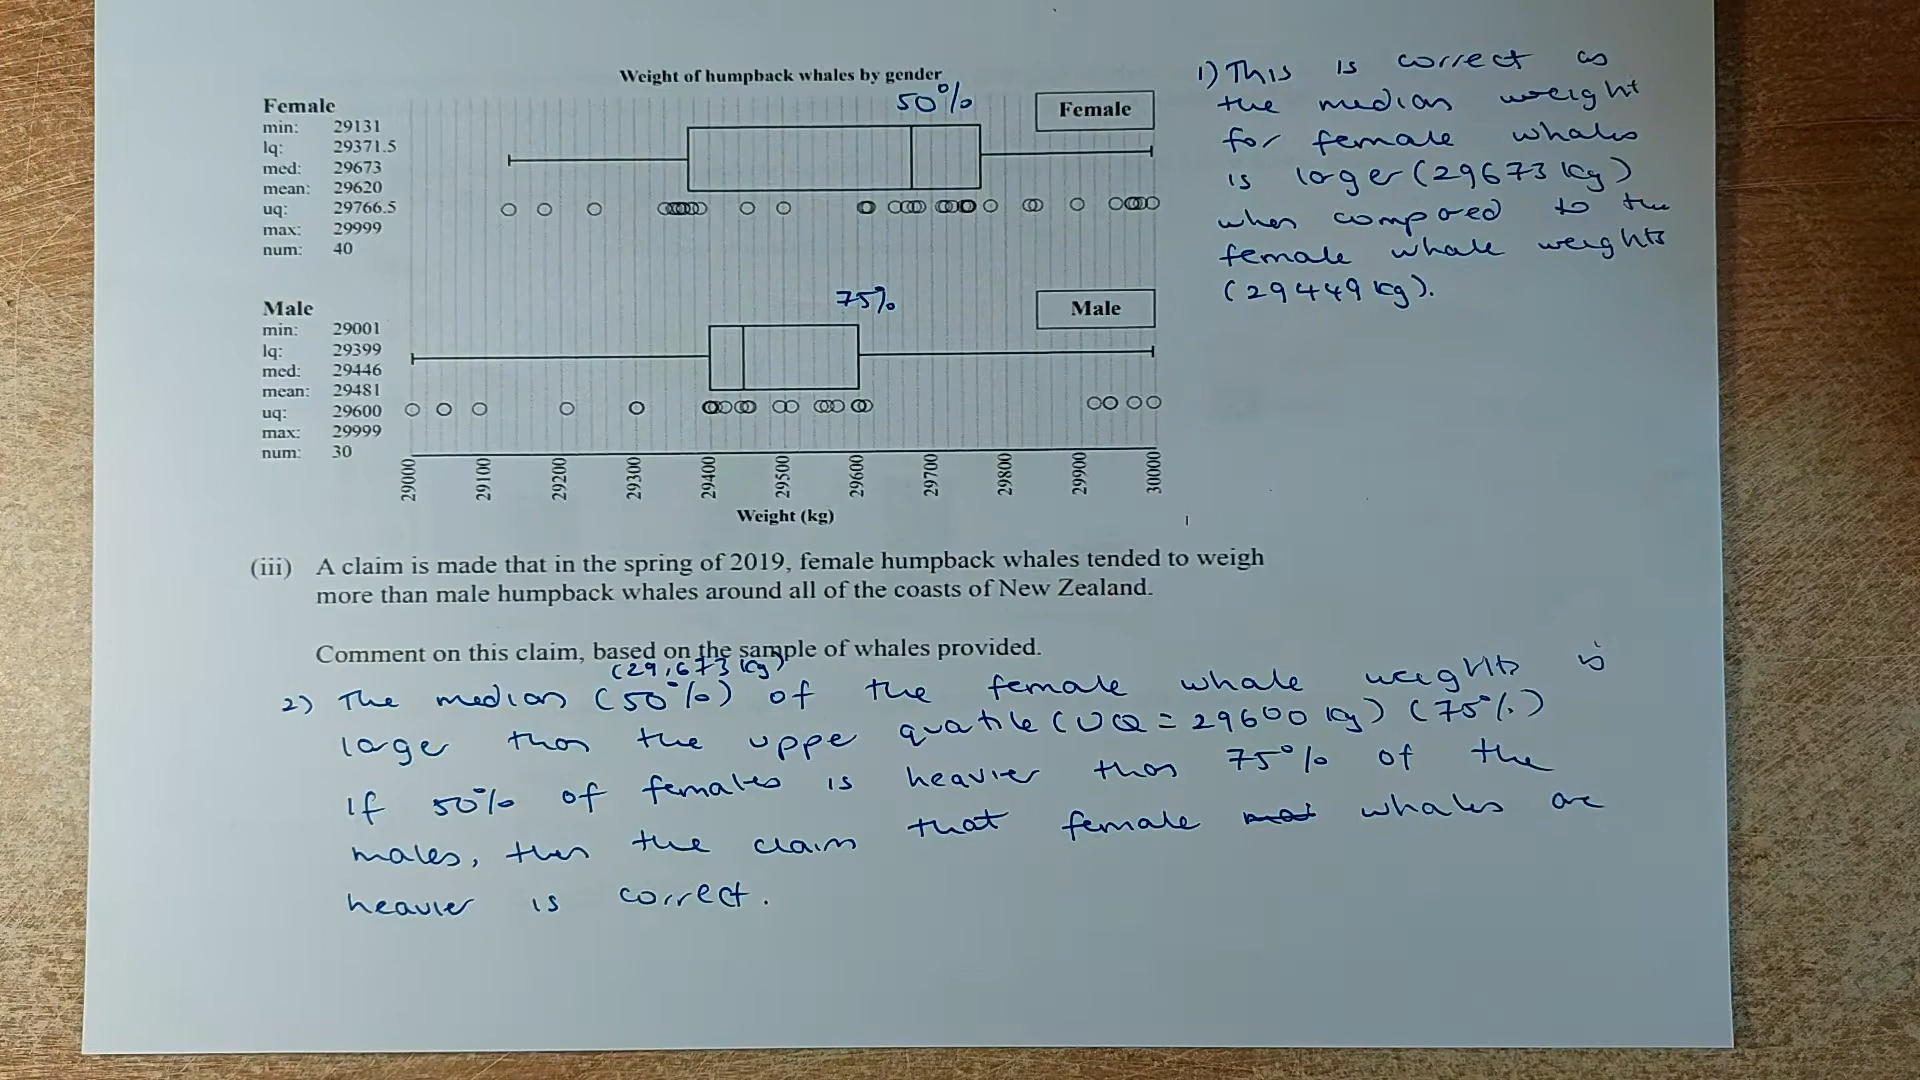 Weight of humpback whales by gender
50%
Female
Female
min: 29131
lq: 29371.5
med: 29673
mean: 29620
uq: 29766.5
max: 29999
num: 40
75%
Male
Male
min: 29001
lq: 29399
med: 29446
mean: 29481
uq: 29600
max: 29999
num: 30
29000 29100 29200 29300 29400 29500 29600 29700 29800 29900 30000
Weight (kg)
1) This is correct as
the median weight
for female whales
is larger (29673 kg)
when compared to the
female whale weights
(29449 kg).
(iii) A claim is made that in the spring of 2019, female humpback whales tended to weigh
more than male humpback whales around all of the coasts of New Zealand.
Comment on this claim, based on the sample of whales provided.
(29,673 kg)
2) The median (50%) of the female whale weights is
larger than the uppe quatile (UQ = 29600 kg) (75%)
If 50% of females is heavier than 75% of the
males, then the claim that female whales are
heavier is correct.